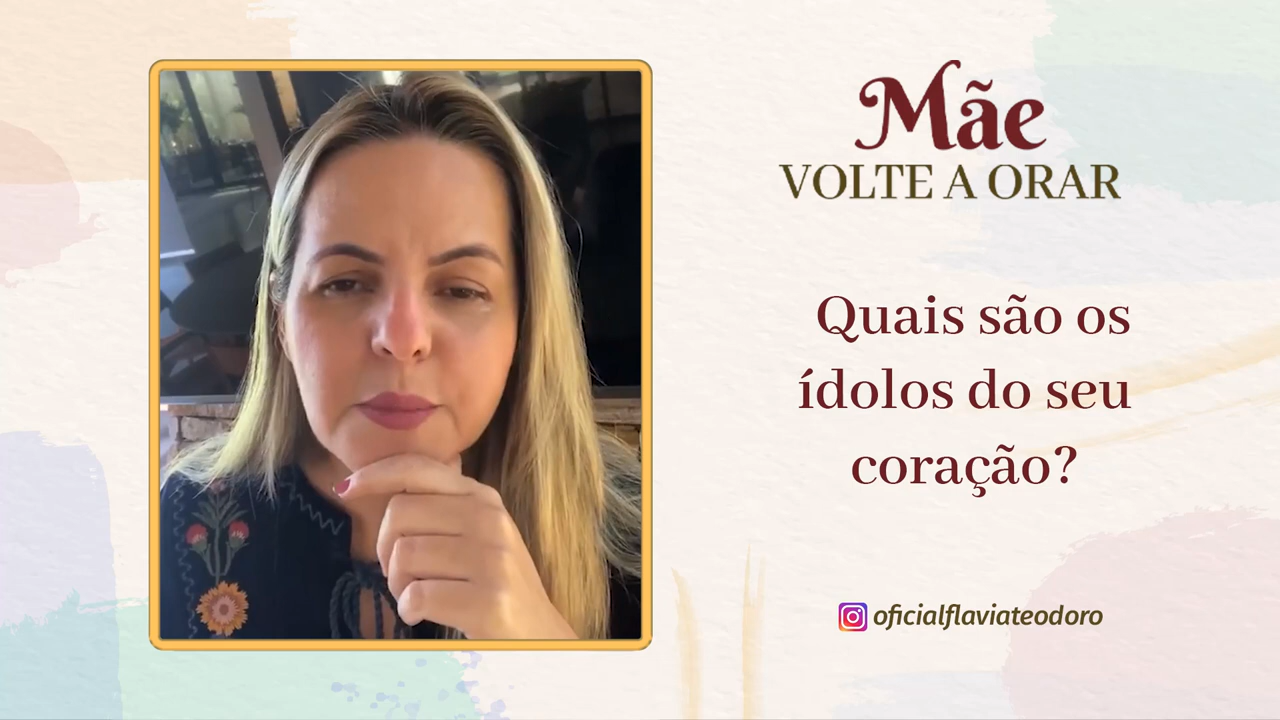 Mãe
VOLTE A ORAR
Quais são os
ídolos do seu
coração?
oficialflaviateodoro